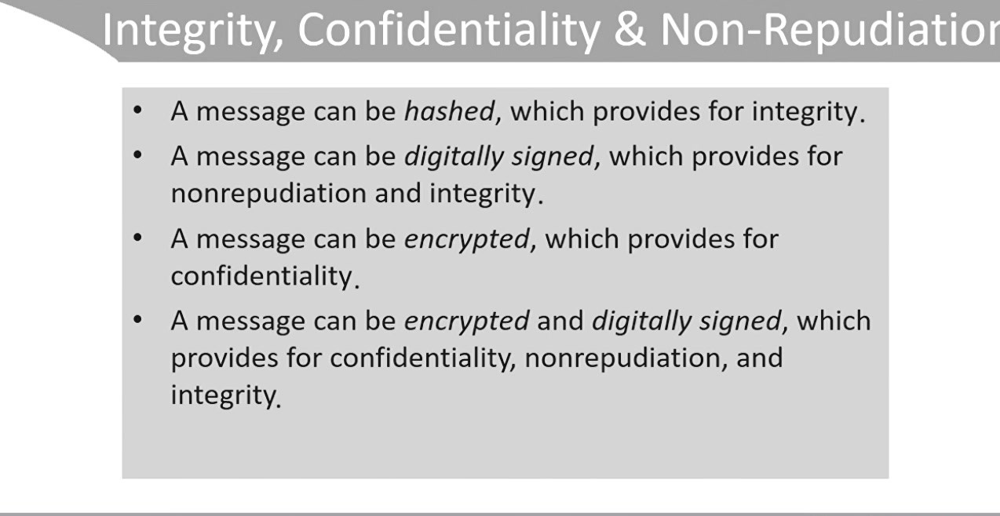 Integrity, Confidentiality & Non-Repudiation
• A message can be hashed, which provides for integrity.
• A message can be digitally signed, which provides for
nonrepudiation and integrity.
• A message can be encrypted, which provides for
confidentiality.
• A message can be encrypted and digitally signed, which
provides for confidentiality, nonrepudiation, and
integrity.